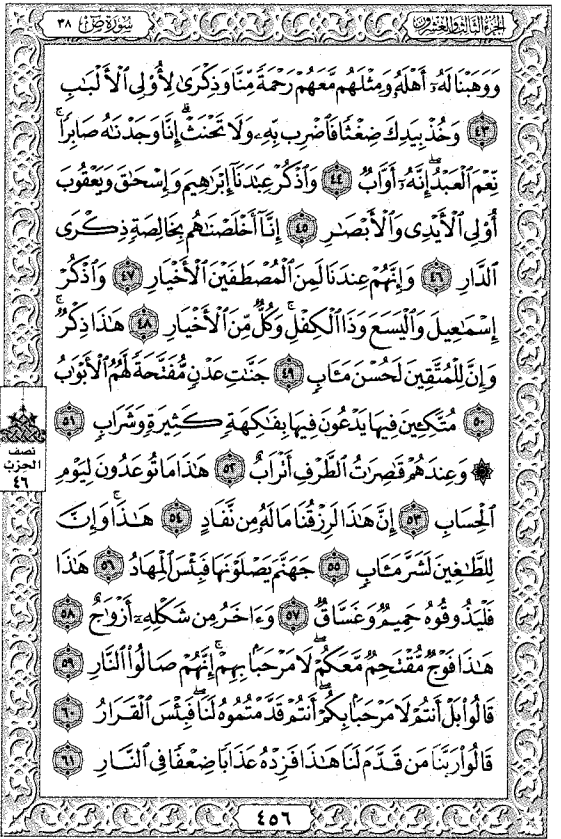 الجزء الثالث والعشرون
سورة ص ٣٨
وَوَهَبْنَا لَهُۥٓ أَهْلَهُۥ وَمِثْلَهُم مَّعَهُمْ رَحْمَةً مِّنَّا وَذِكْرَىٰ لِأُو۟لِى ٱلْأَلْبَـٰبِ
٤٣ وَخُذْ بِيَدِكَ ضِغْثًا فَٱضْرِب بِّهِۦ وَلَا تَحْنَثْ ۗ إِنَّا وَجَدْنَـٰهُ صَابِرًا ۚ
نِّعْمَ ٱلْعَبْدُ ۖ إِنَّهُۥٓ أَوَّابٌ ٤٤ وَٱذْكُرْ عِبَـٰدَنَآ إِبْرَٰهِيمَ وَإِسْحَـٰقَ وَيَعْقُوبَ
أُو۟لِى ٱلْأَيْدِى وَٱلْأَبْصَـٰرِ ٤٥ إِنَّآ أَخْلَصْنَـٰهُم بِخَالِصَةٍ ذِكْرَى
ٱلدَّارِ ٤٦ وَإِنَّهُمْ عِندَنَا لَمِنَ ٱلْمُصْطَفَيْنَ ٱلْأَخْيَارِ ٤٧ وَٱذْكُرْ
إِسْمَـٰعِيلَ وَٱلْيَسَعَ وَذَا ٱلْكِفْلِ ۖ وَكُلٌّ مِّنَ ٱلْأَخْيَارِ ٤٨ هَـٰذَا ذِكْرٌ ۚ
وَإِنَّ لِلْمُتَّقِينَ لَحُسْنَ مَـَٔابٍ ٤٩ جَنَّـٰتِ عَدْنٍ مُّفَتَّحَةً لَّهُمُ ٱلْأَبْوَٰبُ
٥٠ مُتَّكِـِٔينَ فِيهَا يَدْعُونَ فِيهَا بِفَـٰكِهَةٍ كَثِيرَةٍ وَشَرَابٍ ٥١
۞ وَعِندَهُمْ قَـٰصِرَٰتُ ٱلطَّرْفِ أَتْرَابٌ ٥٢ هَـٰذَا مَا تُوعَدُونَ لِيَوْمِ
ٱلْحِسَابِ ٥٣ إِنَّ هَـٰذَا لَرِزْقُنَا مَا لَهُۥ مِن نَّفَادٍ ٥٤ هَـٰذَا ۚ وَإِنَّ
لِلطَّـٰغِينَ لَشَرَّ مَـَٔابٍ ٥٥ جَهَنَّمَ يَصْلَوْنَهَا فَبِئْسَ ٱلْمِهَادُ ٥٦ هَـٰذَا
فَلْيَذُوقُوهُ حَمِيمٌ وَغَسَّاقٌ ٥٧ وَءَاخَرُ مِن شَكْلِهِۦٓ أَزْوَٰجٌ ٥٨
هَـٰذَا فَوْجٌ مُّقْتَحِمٌ مَّعَكُمْ ۖ لَا مَرْحَبًۢا بِهِمْ ۚ إِنَّهُمْ صَالُوا۟ ٱلنَّارِ ٥٩
قَالُوا۟ بَلْ أَنتُمْ لَا مَرْحَبًۢا بِكُمْ ۖ أَنتُمْ قَدَّمْتُمُوهُ لَنَا ۖ فَبِئْسَ ٱلْقَرَارُ ٦٠
قَالُوا۟ رَبَّنَا مَن قَدَّمَ لَنَا هَـٰذَا فَزِدْهُ عَذَابًا ضِعْفًا فِى ٱلنَّارِ ٦١
نصف
الحزب
٤٦
٤٥٦